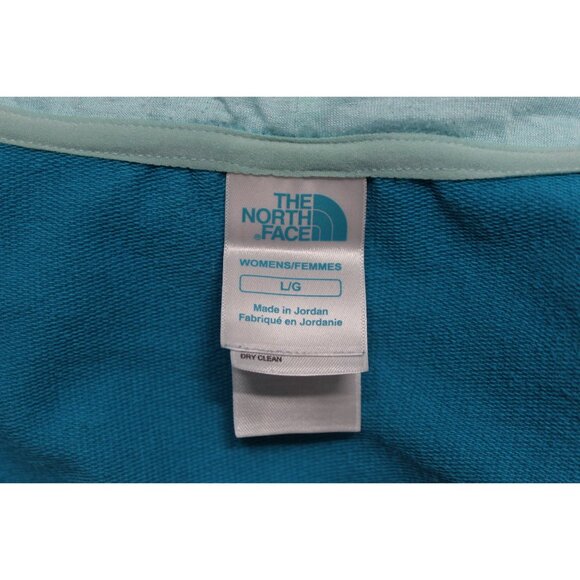 THE
NORTH
FACE
WOMENS/FEMMES
L/G
Made in Jordan
Fabriqué en Jordanie
DRY CLEAN